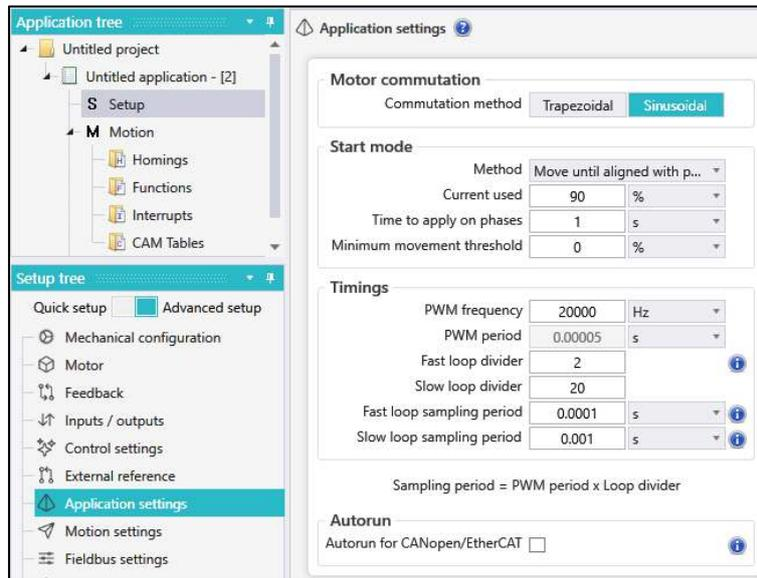 Application tree
Untitled project
Untitled application - [2]
S Setup
M Motion
H Homings
F Functions
I Interrupts
C CAM Tables
Setup tree
Quick setup Advanced setup
Mechanical configuration
Motor
Feedback
Inputs / outputs
Control settings
External reference
Application settings
Motion settings
Fieldbus settings
Application settings ?
Motor commutation
Commutation method Trapezoidal Sinusoidal
Start mode
Method Move until aligned with p...
Current used 90 %
Time to apply on phases 1 s
Minimum movement threshold 0 %
Timings
PWM frequency 20000 Hz
PWM period 0.00005 s
Fast loop divider 2 i
Slow loop divider 20
Fast loop sampling period 0.0001 s i
Slow loop sampling period 0.001 s i
Sampling period = PWM period x Loop divider
Autorun
Autorun for CANopen/EtherCAT i